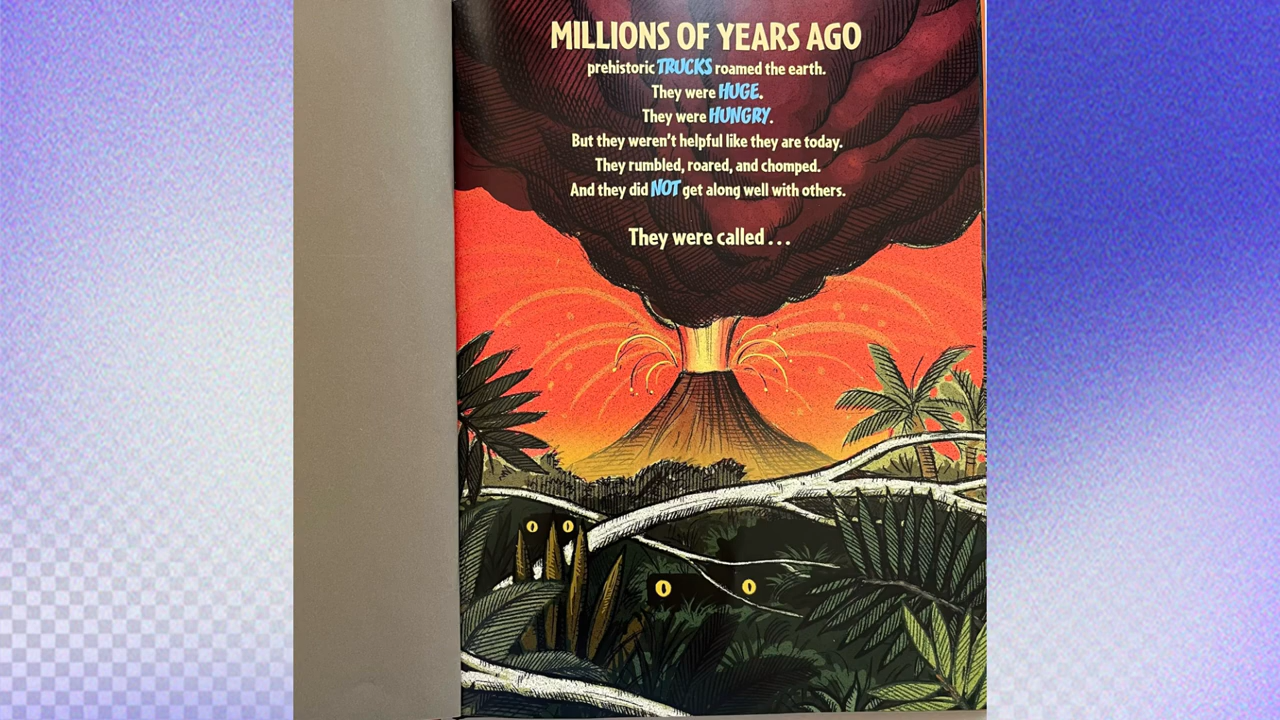 MILLIONS OF YEARS AGO
prehistoric TRUCKS roamed the earth.
They were HUGE.
They were HUNGRY.
But they weren't helpful like they are today.
They rumbled, roared, and chomped.
And they did NOT get along well with others.
They were called . . .